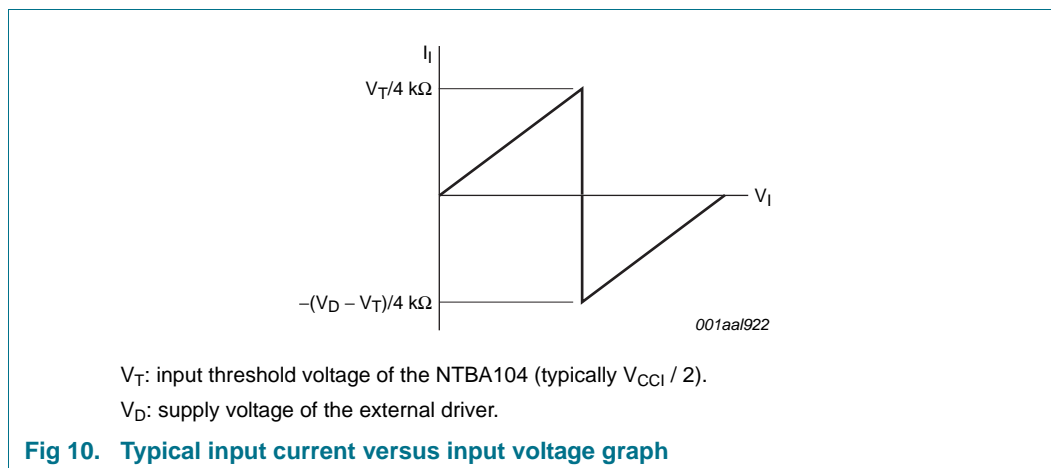 I_I
V_T/4 kΩ
V_I
−(V_D − V_T)/4 kΩ
001aal922
V_T: input threshold voltage of the NTBA104 (typically V_CCI / 2).
V_D: supply voltage of the external driver.
Fig 10. Typical input current versus input voltage graph